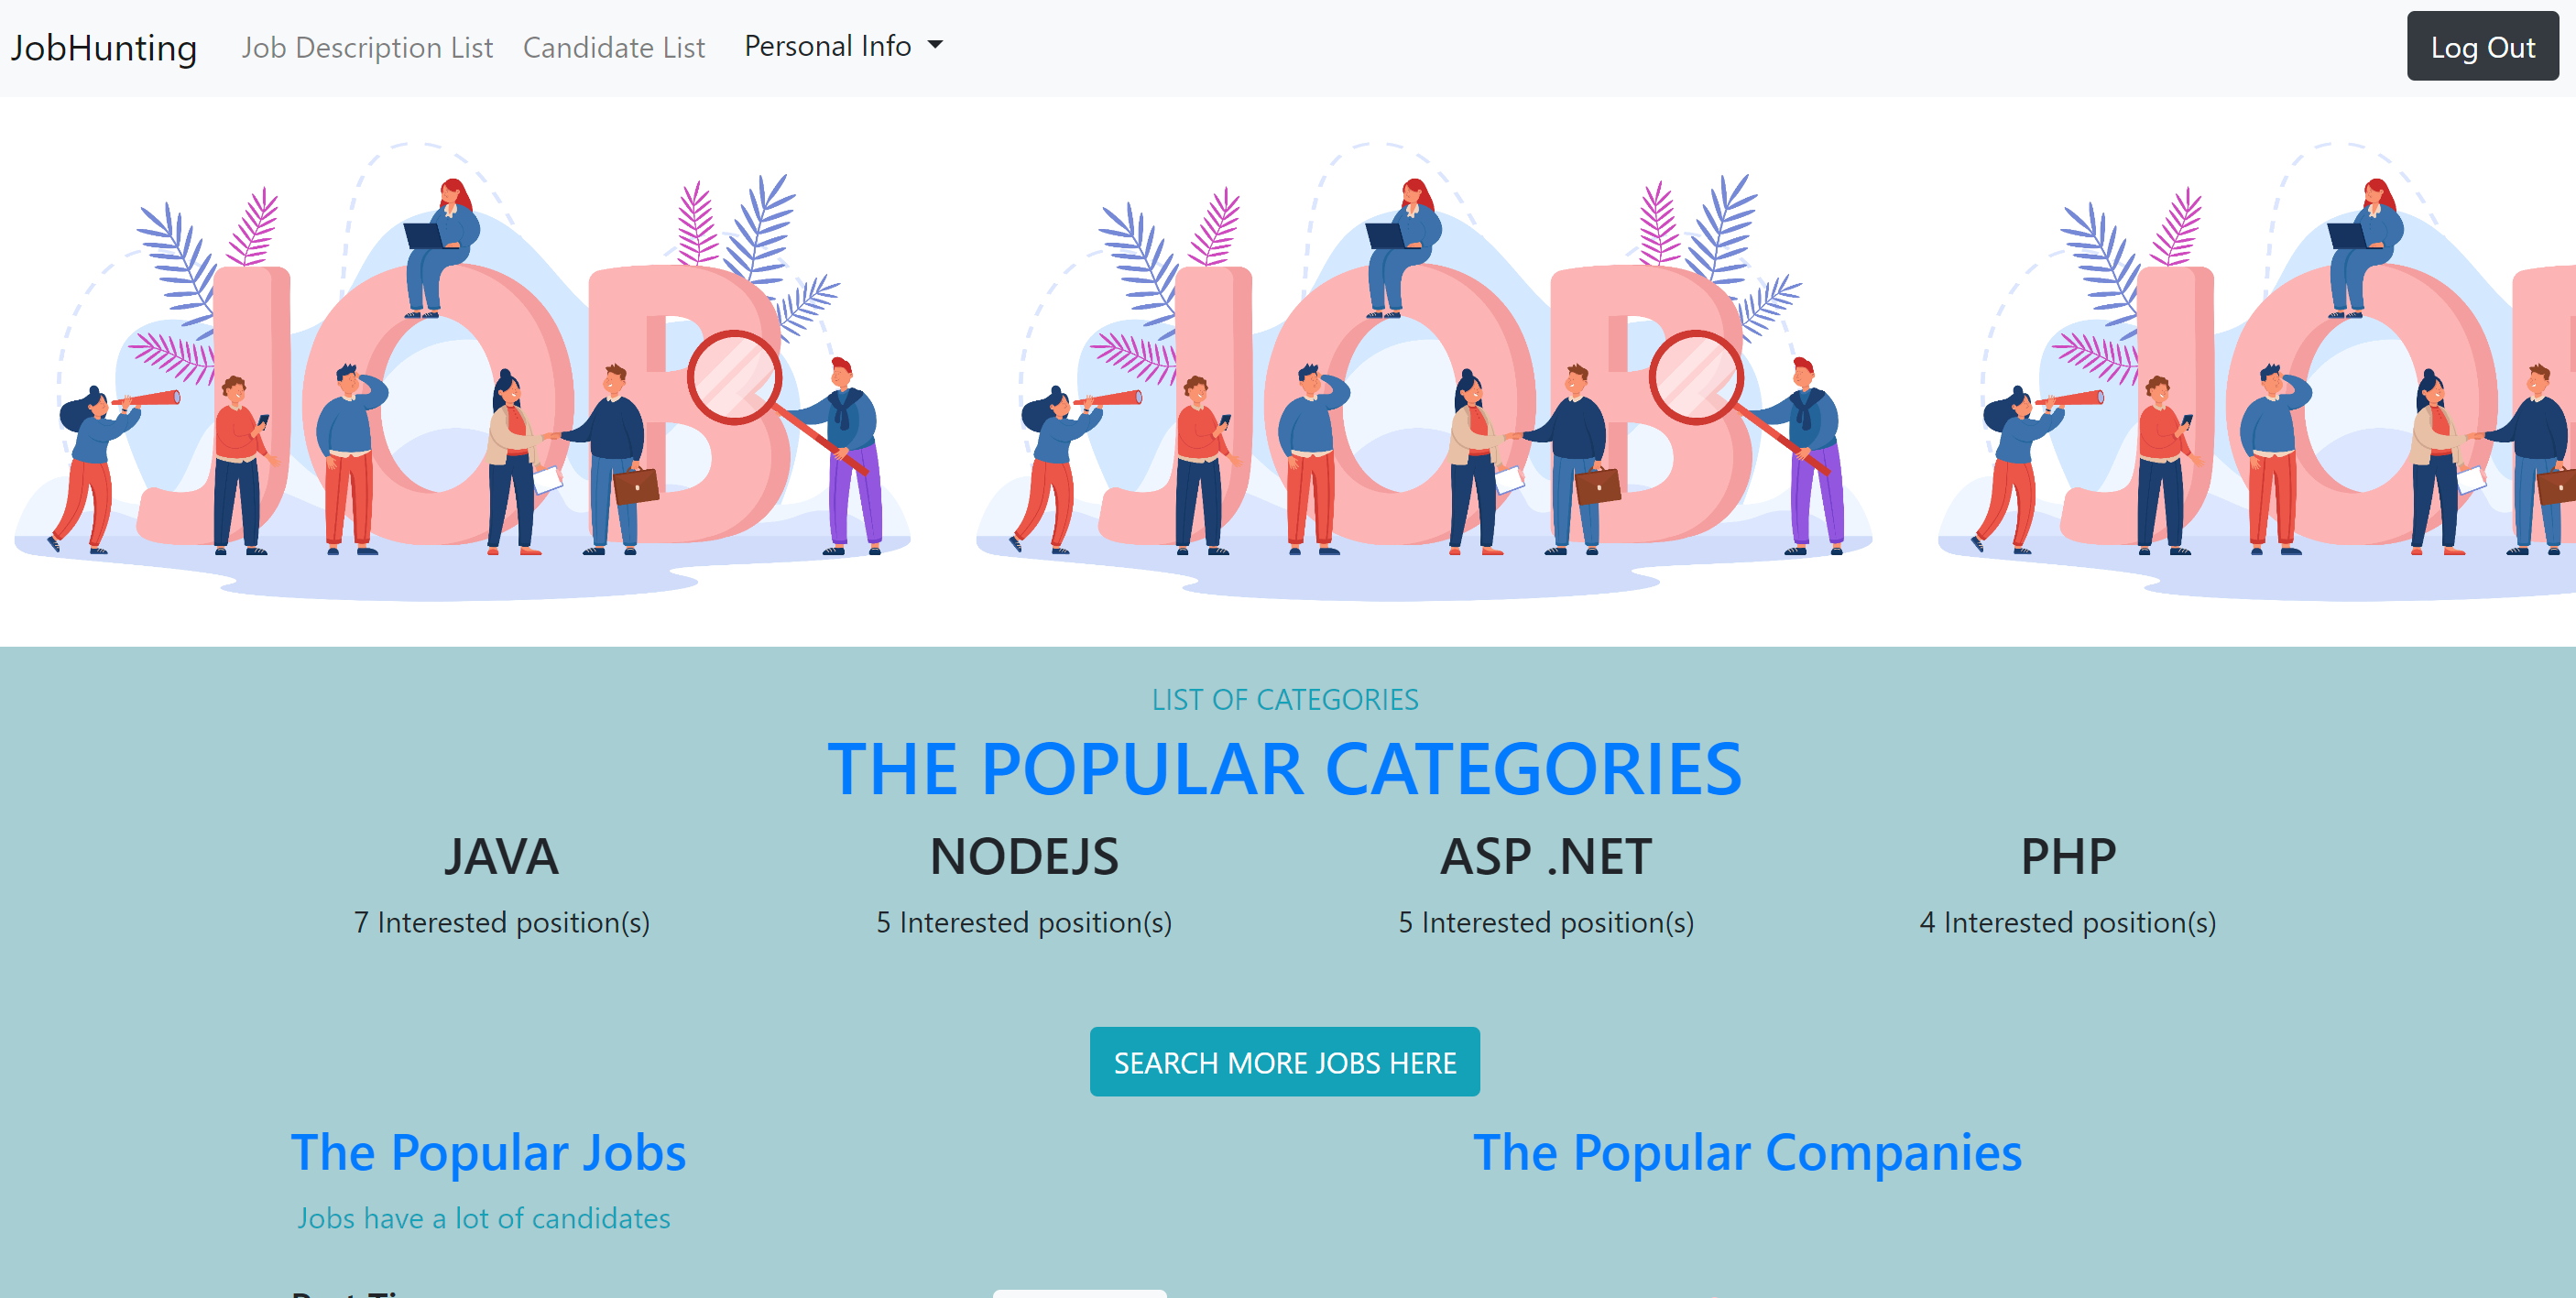 JobHunting Job Description List Candidate List Personal Info Log Out
JOB JOB JO
LIST OF CATEGORIES
THE POPULAR CATEGORIES
JAVA NODEJS ASP .NET PHP
7 Interested position(s) 5 Interested position(s) 5 Interested position(s) 4 Interested position(s)
SEARCH MORE JOBS HERE
The Popular Jobs The Popular Companies
Jobs have a lot of candidates